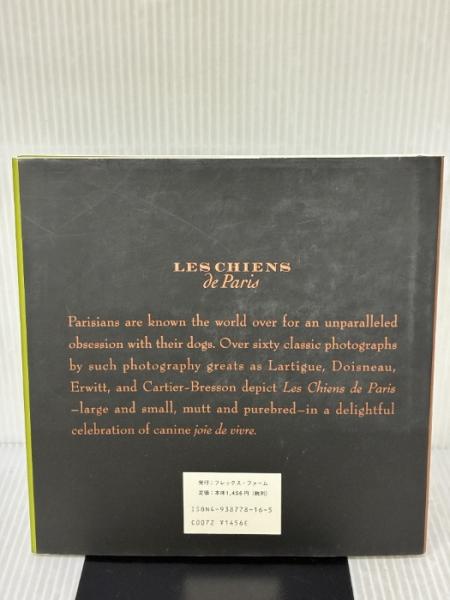 LES CHIENS
de Paris
Parisians are known the world over for an unparalleled
obsession with their dogs. Over sixty classic photographs
by such photography greats as Lartigue, Doisneau,
Erwitt, and Cartier-Bresson depict Les Chiens de Paris
–large and small, mutt and purebred–in a delightful
celebration of canine joie de vivre.
発行：フレックス・ファーム
定価：本体1,456円（税別）
ISBN4-938778-16-5
C0072 ¥1456E